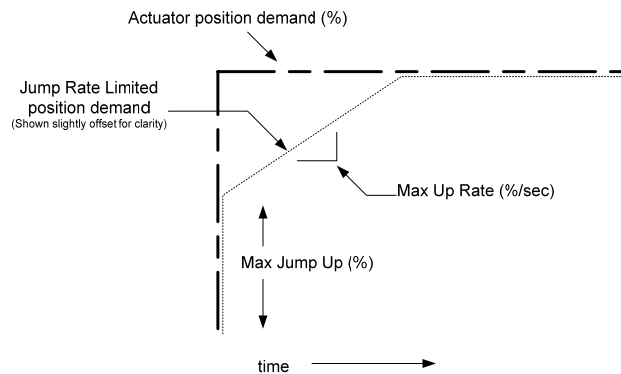 Actuator position demand (%)
Jump Rate Limited
position demand
(Shown slightly offset for clarity)
Max Up Rate (%/sec)
Max Jump Up (%)
time